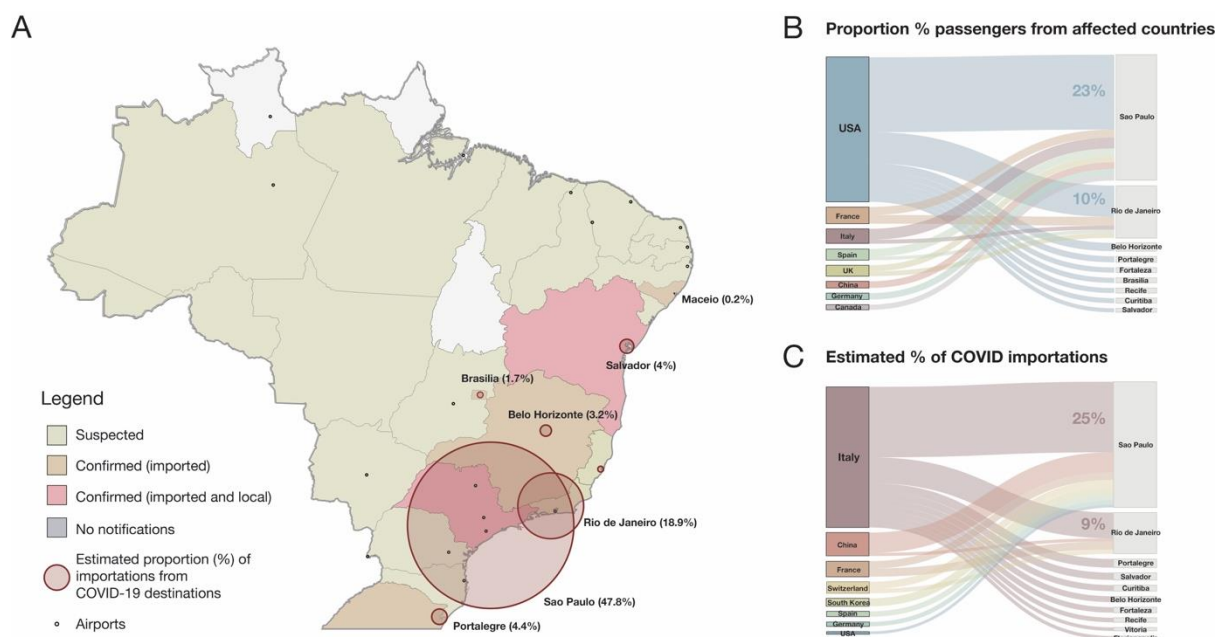 A
Maceio (0.2%)
Salvador (4%)
Brasilia (1.7%)
Belo Horizonte (3.2%)
Rio de Janeiro (18.9%)
Sao Paulo (47.8%)
Portalegre (4.4%)
Legend
Suspected
Confirmed (imported)
Confirmed (imported and local)
No notifications
Estimated proportion (%) of
importations from
COVID-19 destinations
Airports
B Proportion % passengers from affected countries
USA
France
Italy
Spain
UK
China
Germany
Canada
23%
10%
Sao Paulo
Rio de Janeiro
Belo Horizonte
Portalegre
Fortaleza
Brasilia
Recife
Curitiba
Salvador
C Estimated % of COVID importations
Italy
China
France
Switzerland
South Korea
Spain
Germany
USA
25%
9%
Sao Paulo
Rio de Janeiro
Portalegre
Salvador
Curitiba
Belo Horizonte
Fortaleza
Recife
Vitoria